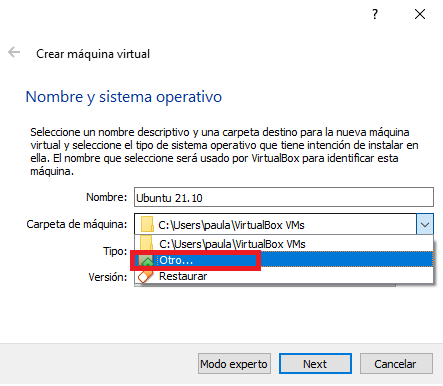 ?
Crear máquina virtual
Nombre y sistema operativo
Seleccione un nombre descriptivo y una carpeta destino para la nueva máquina
virtual y seleccione el tipo de sistema operativo que tiene intención de instalar en
ella. El nombre que seleccione será usado por VirtualBox para identificar esta
máquina.
Nombre: Ubuntu 21.10
Carpeta de máquina: C:\Users\paula\VirtualBox VMs
C:\Users\paula\VirtualBox VMs
Tipo:
Otro...
Versión:
Restaurar
Modo experto Next Cancelar